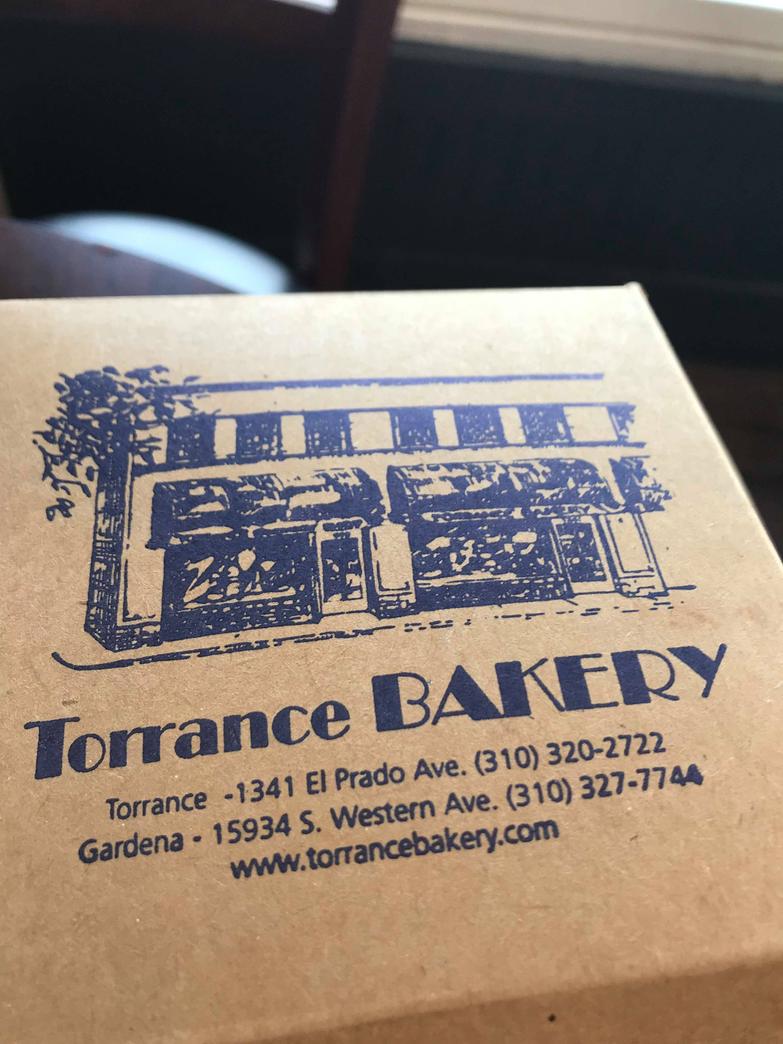 Torrance BAKERY
Torrance -1341 El Prado Ave. (310) 320-2722
Gardena - 15934 S. Western Ave. (310) 327-7744
www.torrancebakery.com